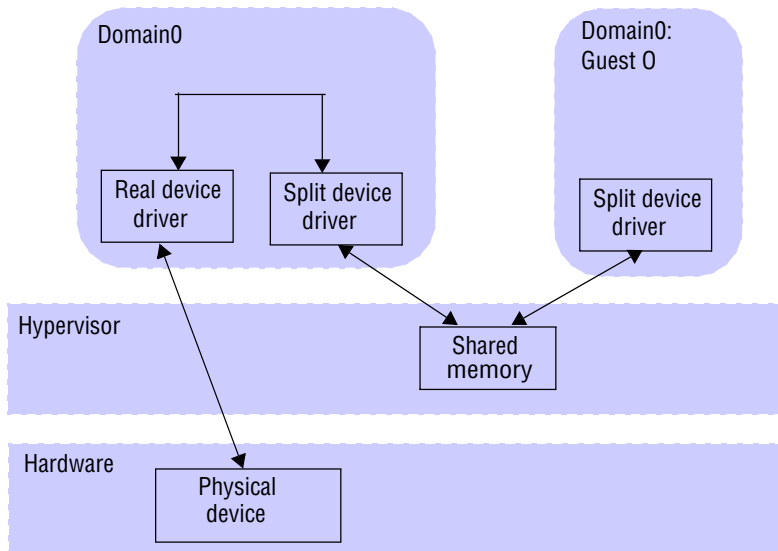 Domain0
Domain0:
Guest O
Real device
driver
Split device
driver
Split device
driver
Hypervisor
Shared
memory
Hardware
Physical
device